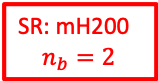 SR: mH200
n_b = 2